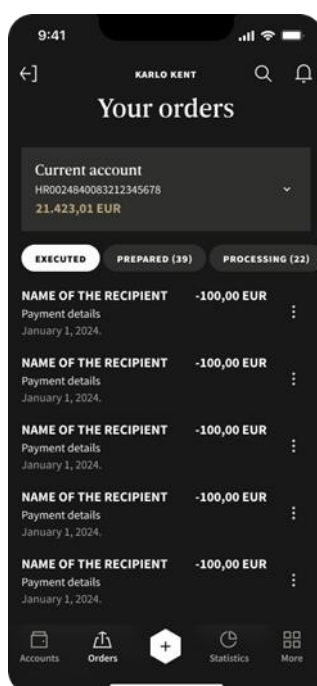 9:41
KARLO KENT
Your orders
Current account
HR0024840083212345678
21.423,01 EUR
EXECUTED PREPARED (39) PROCESSING (22)
NAME OF THE RECIPIENT -100,00 EUR
Payment details
January 1, 2024.
NAME OF THE RECIPIENT -100,00 EUR
Payment details
January 1, 2024.
NAME OF THE RECIPIENT -100,00 EUR
Payment details
January 1, 2024.
NAME OF THE RECIPIENT -100,00 EUR
Payment details
January 1, 2024.
NAME OF THE RECIPIENT -100,00 EUR
Payment details
January 1, 2024.
Accounts Orders Statistics More